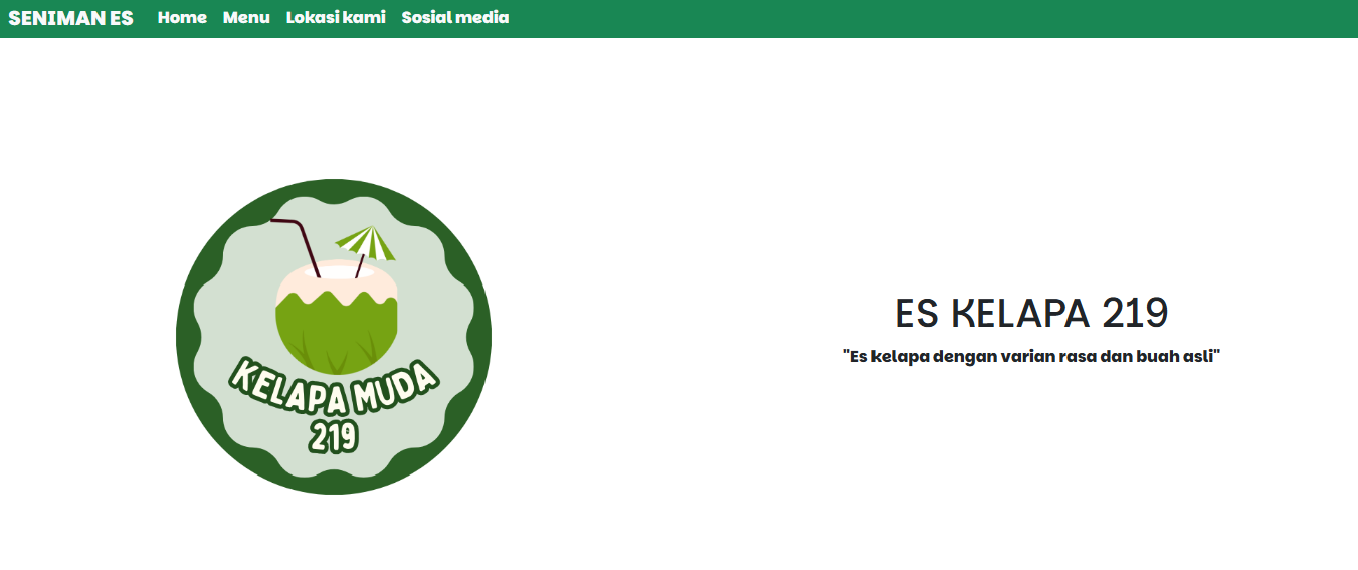 SENIMAN ES Home Menu Lokasi kami Sosial media
KELAPA MUDA
219
ES KELAPA 219
"Es kelapa dengan varian rasa dan buah asli"